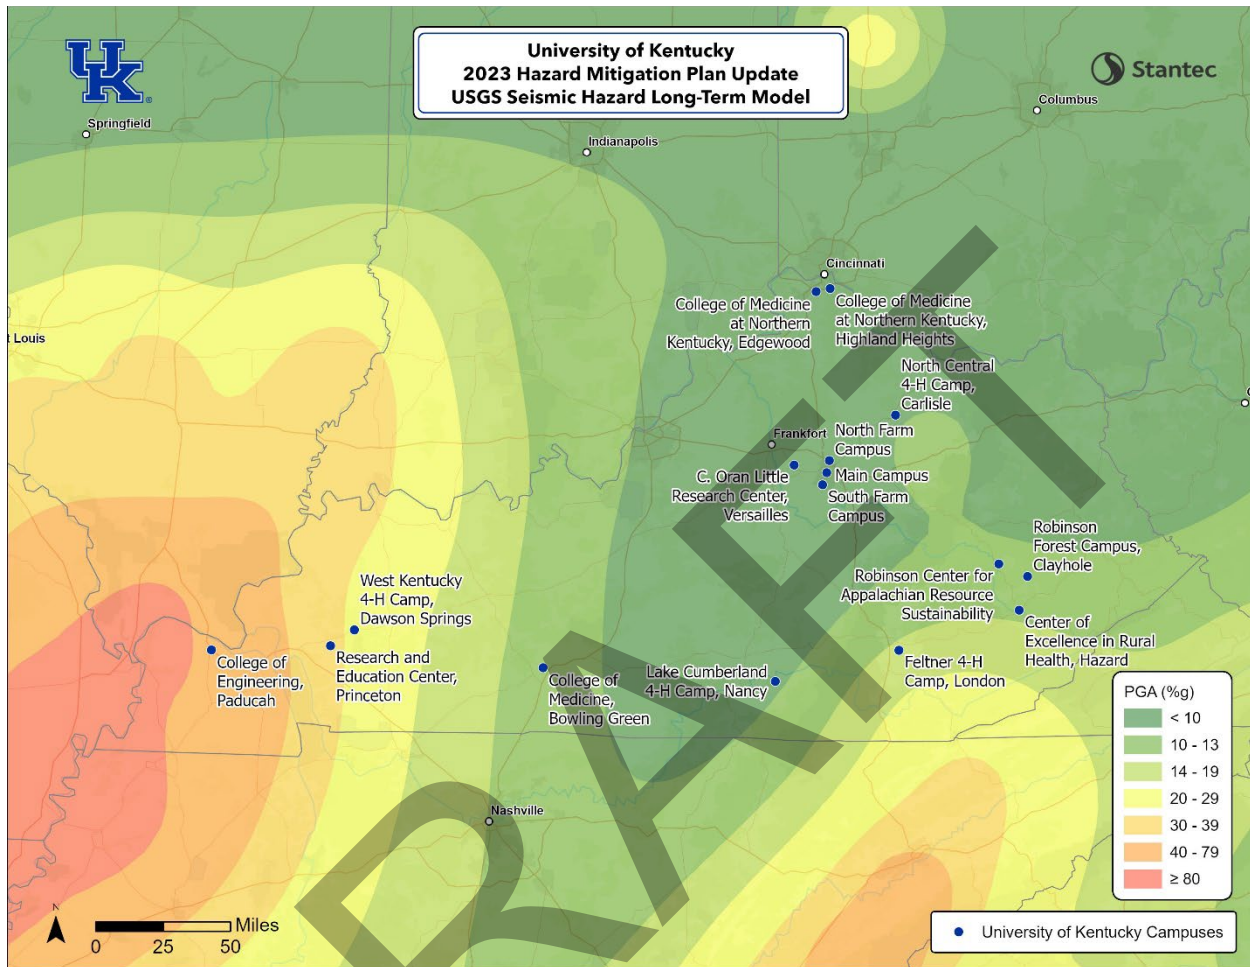 University of Kentucky
2023 Hazard Mitigation Plan Update
USGS Seismic Hazard Long-Term Model
UK
Stantec
Springfield
Columbus
Indianapolis
Cincinnati
College of Medicine
at Northern
Kentucky, Edgewood
College of Medicine
at Northern Kentucky,
Highland Heights
t Louis
North Central
4-H Camp,
Carlisle
Frankfort
North Farm
Campus
C. Oran Little
Research Center,
Versailles
Main Campus
South Farm
Campus
Robinson
Forest Campus,
Clayhole
Robinson Center for
Appalachian Resource
Sustainability
West Kentucky
4-H Camp,
Dawson Springs
Center of
Excellence in Rural
Health, Hazard
College of
Engineering,
Paducah
Research and
Education Center,
Princeton
College of
Medicine,
Bowling Green
Lake Cumberland
4-H Camp, Nancy
Feltner 4-H
Camp, London
Nashville
PGA (%g)
< 10
10 - 13
14 - 19
20 - 29
30 - 39
40 - 79
≥ 80
N
Miles
0 25 50
University of Kentucky Campuses
DRAFT